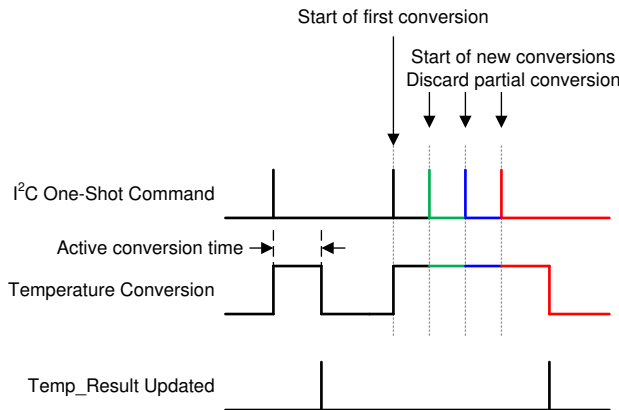 Start of first conversion
Start of new conversions
Discard partial conversion
I²C One-Shot Command
Active conversion time
Temperature Conversion
Temp_Result Updated